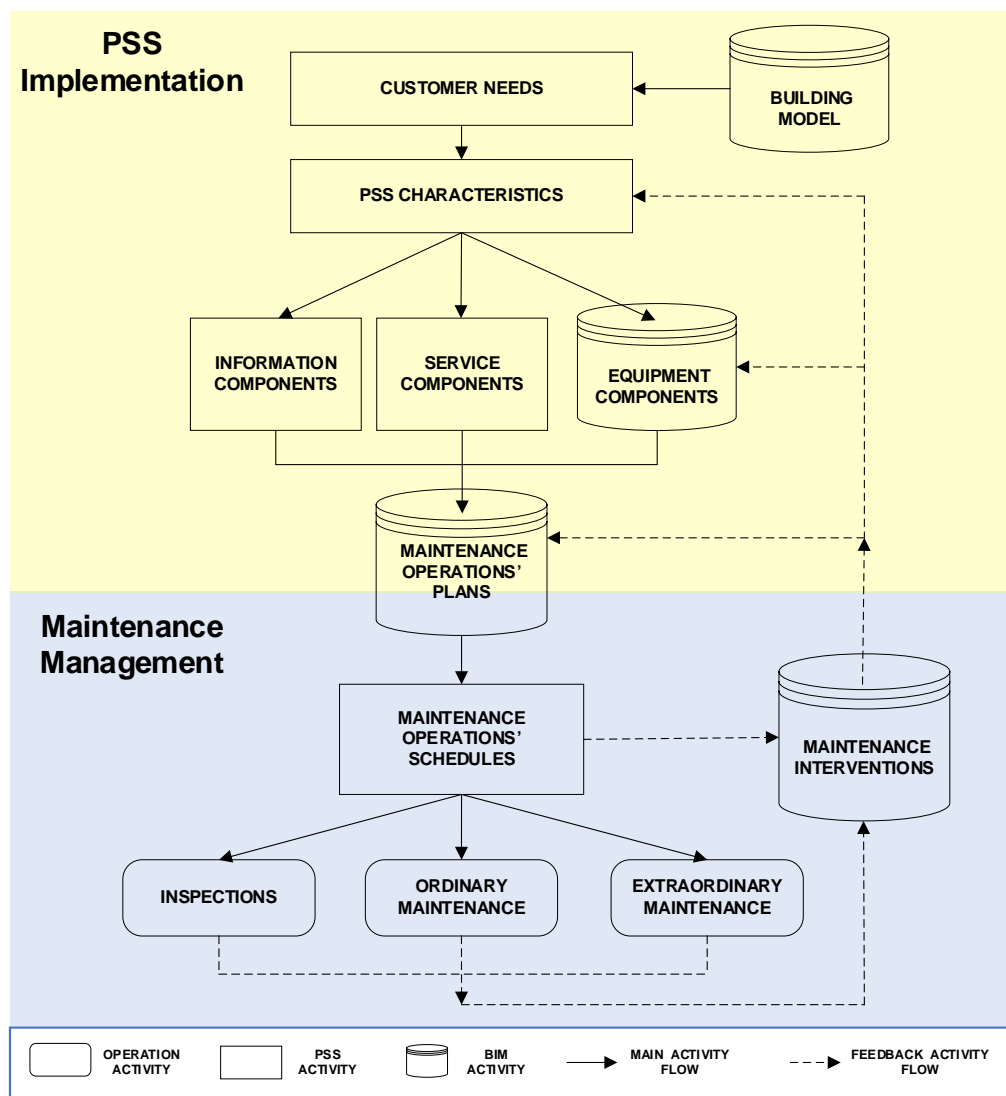 PSS
Implementation
CUSTOMER NEEDS
BUILDING
MODEL
PSS CHARACTERISTICS
INFORMATION
COMPONENTS
SERVICE
COMPONENTS
EQUIPMENT
COMPONENTS
MAINTENANCE
OPERATIONS’
PLANS
Maintenance
Management
MAINTENANCE
OPERATIONS’
SCHEDULES
MAINTENANCE
INTERVENTIONS
INSPECTIONS
ORDINARY
MAINTENANCE
EXTRAORDINARY
MAINTENANCE
OPERATION
ACTIVITY
PSS
ACTIVITY
BIM
ACTIVITY
MAIN ACTIVITY
FLOW
FEEDBACK ACTIVITY
FLOW